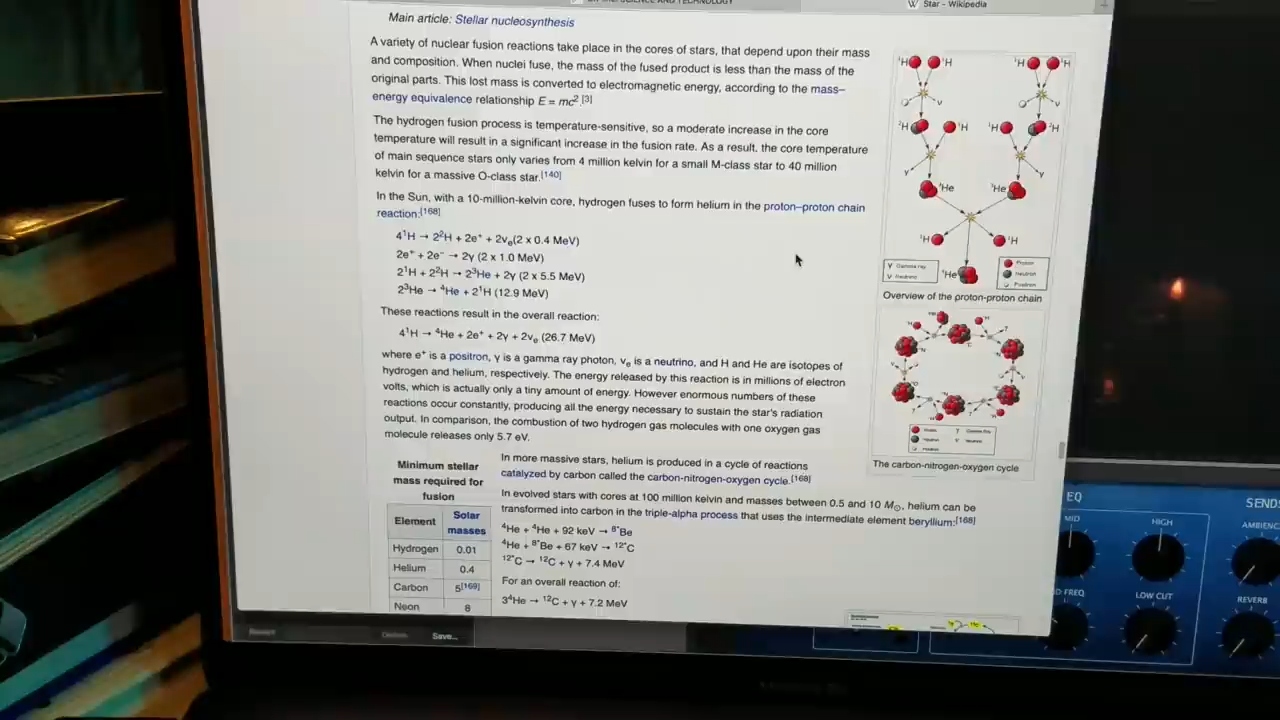 Star – Wikipedia
Main article: Stellar nucleosynthesis
A variety of nuclear fusion reactions take place in the cores of stars, that depend upon their mass
and composition. When nuclei fuse, the mass of the fused product is less than the mass of the
original parts. This lost mass is converted to electromagnetic energy, according to the mass–
energy equivalence relationship E = mc².[3]
The hydrogen fusion process is temperature-sensitive, so a moderate increase in the core
temperature will result in a significant increase in the fusion rate. As a result, the core temperature
of main sequence stars only varies from 4 million kelvin for a small M-class star to 40 million
kelvin for a massive O-class star.[140]
In the Sun, with a 10-million-kelvin core, hydrogen fuses to form helium in the proton–proton chain
reaction:[168]
4¹H → 2²H + 2e⁺ + 2νₑ(2 x 0.4 MeV)
2e⁺ + 2e⁻ → 2γ (2 x 1.0 MeV)
2¹H + 2²H → 2³He + 2γ (2 x 5.5 MeV)
2³He → ⁴He + 2¹H (12.9 MeV)
These reactions result in the overall reaction:
4¹H → ⁴He + 2e⁺ + 2γ + 2νₑ (26.7 MeV)
where e⁺ is a positron, γ is a gamma ray photon, νₑ is a neutrino, and H and He are isotopes of
hydrogen and helium, respectively. The energy released by this reaction is in millions of electron
volts, which is actually only a tiny amount of energy. However enormous numbers of these
reactions occur constantly, producing all the energy necessary to sustain the star's radiation
output. In comparison, the combustion of two hydrogen gas molecules with one oxygen gas
molecule releases only 5.7 eV.
Minimum stellar
mass required for
fusion
Element Solar
masses
Hydrogen 0.01
Helium 0.4
Carbon 5[169]
Neon 8
In more massive stars, helium is produced in a cycle of reactions
catalyzed by carbon called the carbon-nitrogen-oxygen cycle.[168]
In evolved stars with cores at 100 million kelvin and masses between 0.5 and 10 M☉, helium can be
transformed into carbon in the triple-alpha process that uses the intermediate element beryllium:[168]
⁴He + ⁴He + 92 keV → ⁸*Be
⁴He + ⁸*Be + 67 keV → ¹²*C
¹²*C → ¹²C + γ + 7.4 MeV
For an overall reaction of:
3⁴He → ¹²C + γ + 7.2 MeV
¹H ¹H ¹H ¹H
ν ν
²H ¹H ¹H ²H
γ γ
³He ³He
¹H ¹H
⁴He
γ Gamma ray
ν Neutrino
Proton
Neutron
Positron
Overview of the proton-proton chain
The carbon-nitrogen-oxygen cycle
Save...
EQ
SENDS
MID
HIGH
LOW CUT
REVERB